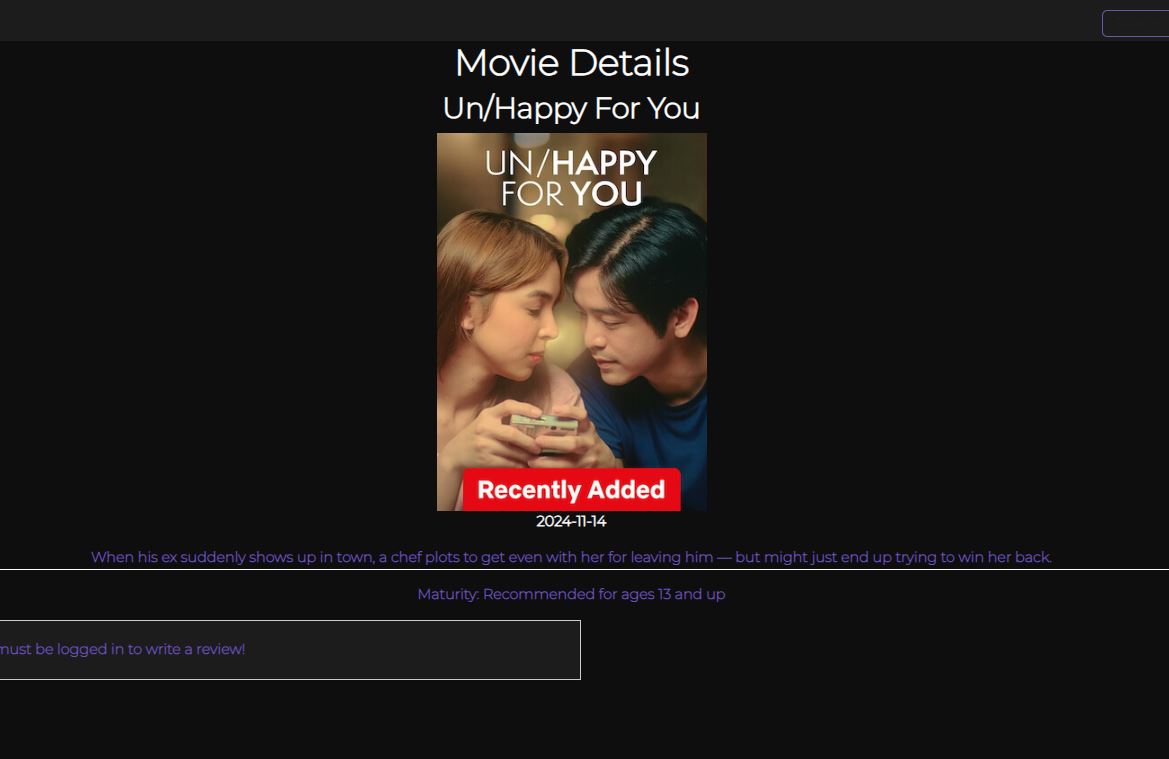 Movie Details
Un/Happy For You
UN/HAPPY
FOR YOU
Recently Added
2024-11-14
When his ex suddenly shows up in town, a chef plots to get even with her for leaving him — but might just end up trying to win her back.
Maturity: Recommended for ages 13 and up
must be logged in to write a review!